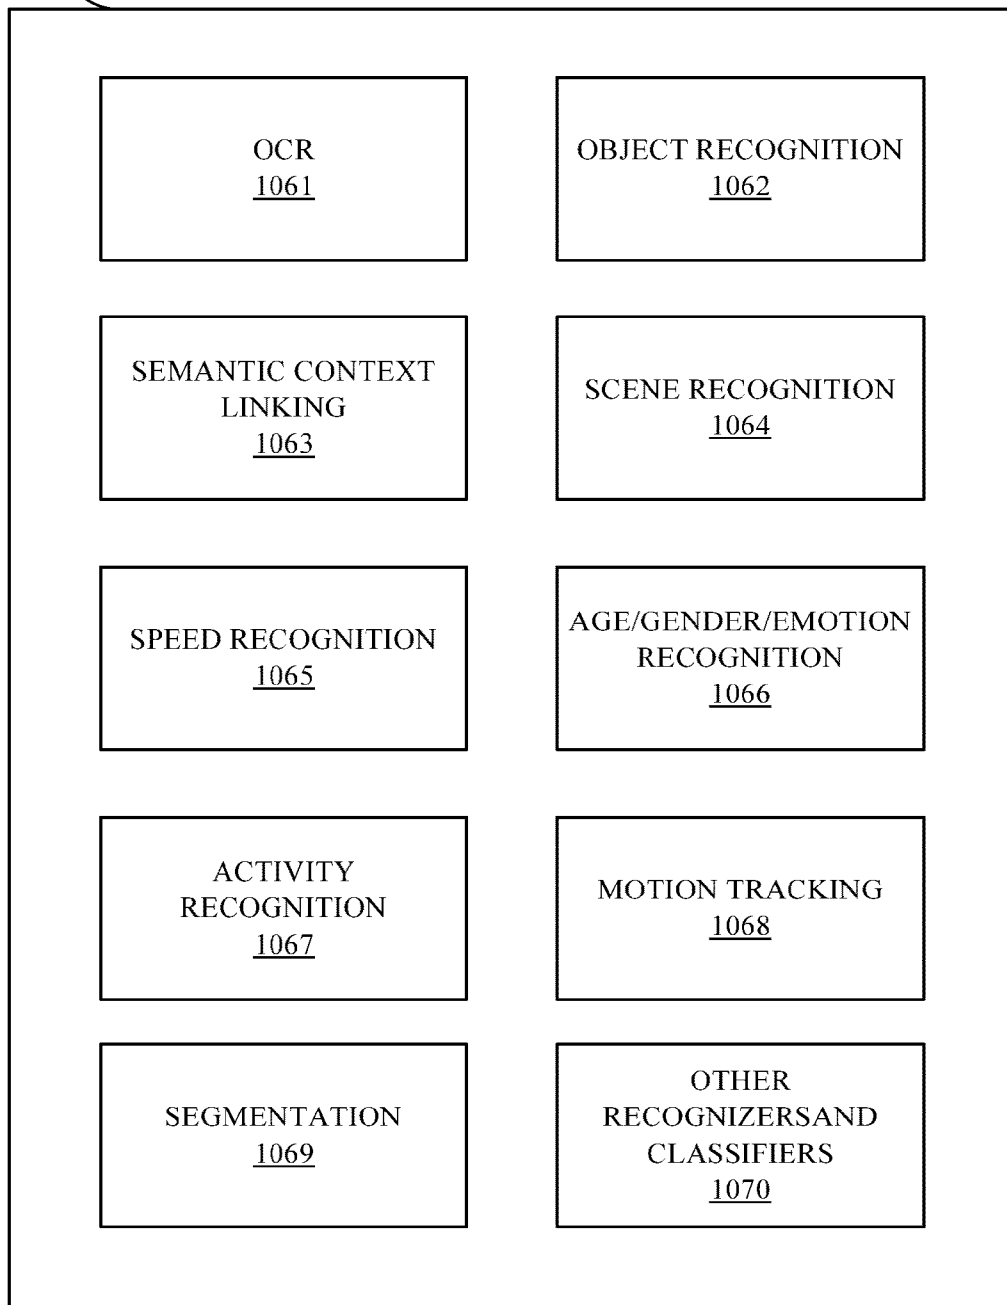 OCR
1061
OBJECT RECOGNITION
1062
SEMANTIC CONTEXT
LINKING
1063
SCENE RECOGNITION
1064
SPEED RECOGNITION
1065
AGE/GENDER/EMOTION
RECOGNITION
1066
ACTIVITY
RECOGNITION
1067
MOTION TRACKING
1068
SEGMENTATION
1069
OTHER
RECOGNIZERSAND
CLASSIFIERS
1070